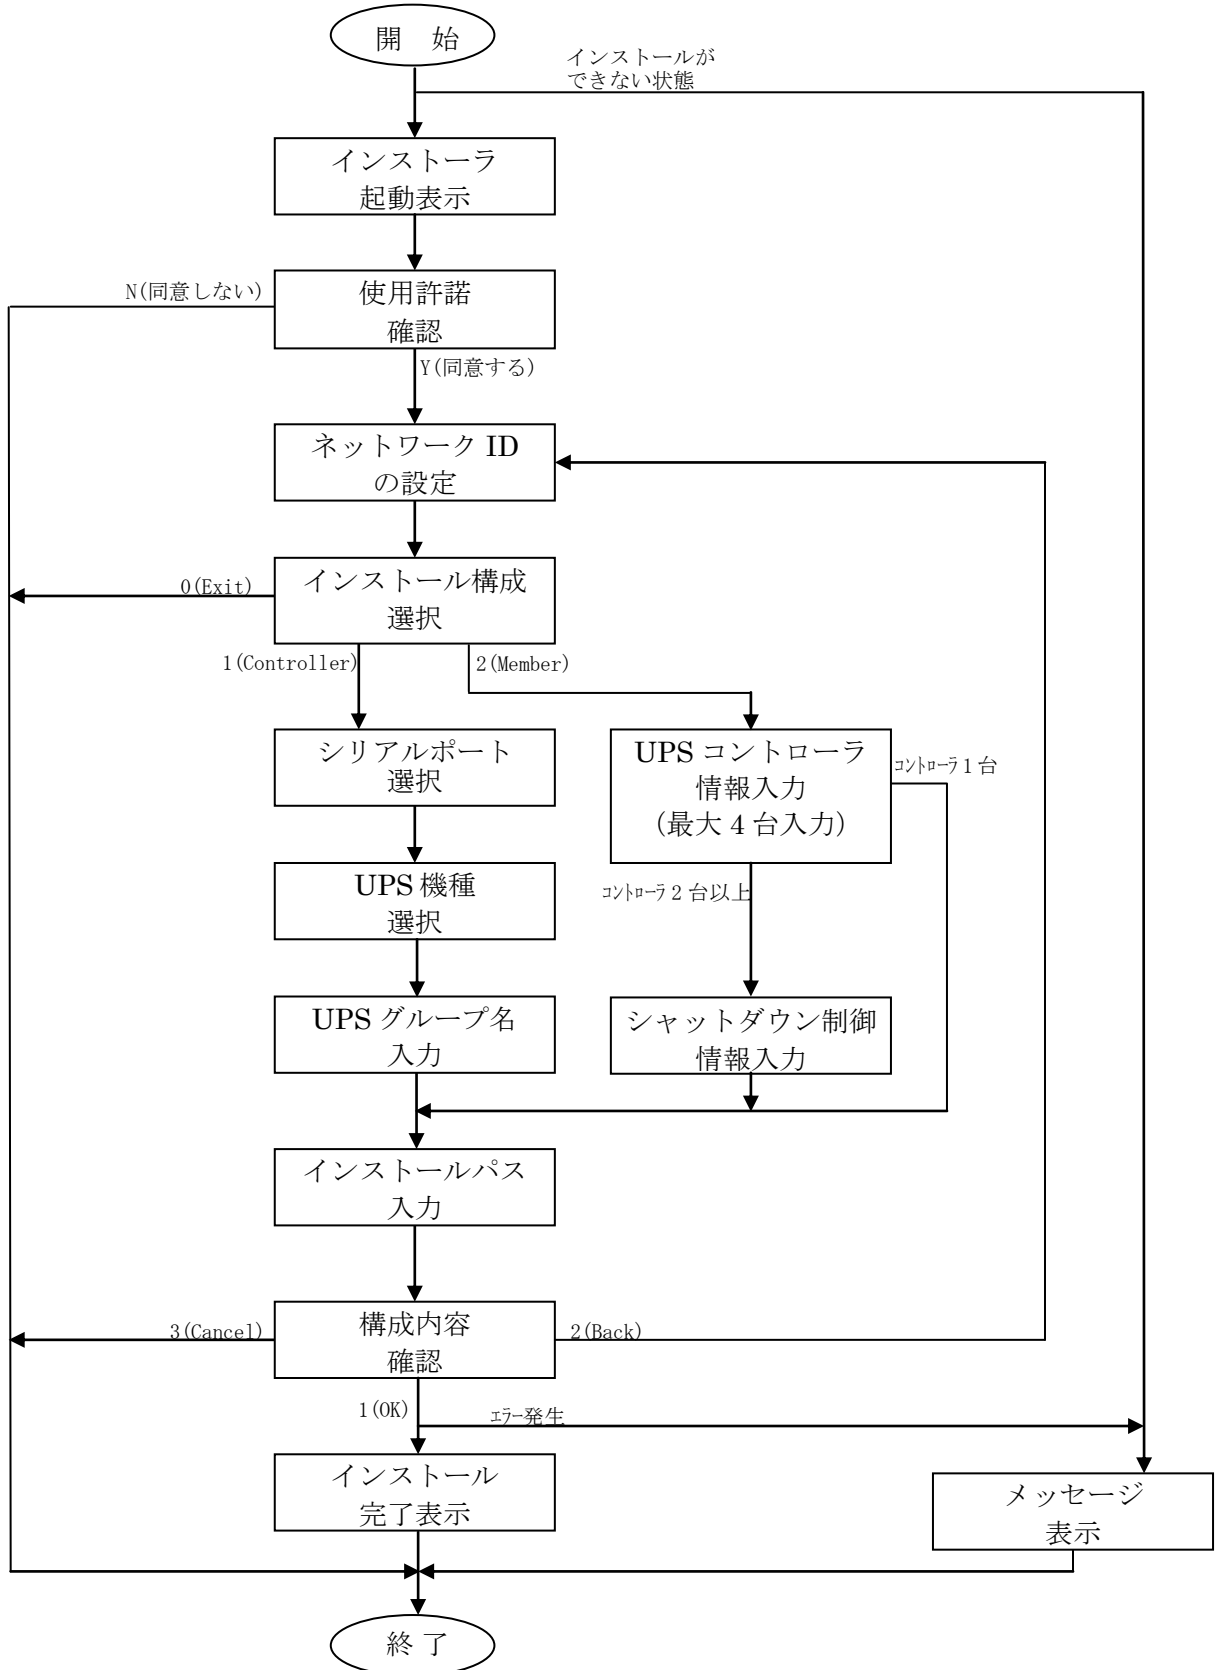 開　始
インストールが
できない状態
インストーラ
起動表示
N(同意しない)
使用許諾
確認
Y(同意する)
ネットワーク ID
の設定
0(Exit)
インストール構成
選択
1(Controller)
2(Member)
シリアルポート
選択
UPS コントローラ
情報入力
(最大 4 台入力)
ｺﾝﾄﾛｰﾗ 1 台
UPS 機種
選択
ｺﾝﾄﾛｰﾗ 2 台以上
UPS グループ名
入力
シャットダウン制御
情報入力
インストールパス
入力
3(Cancel)
構成内容
確認
2(Back)
1(OK)
ｴﾗｰ発生
インストール
完了表示
メッセージ
表示
終 了